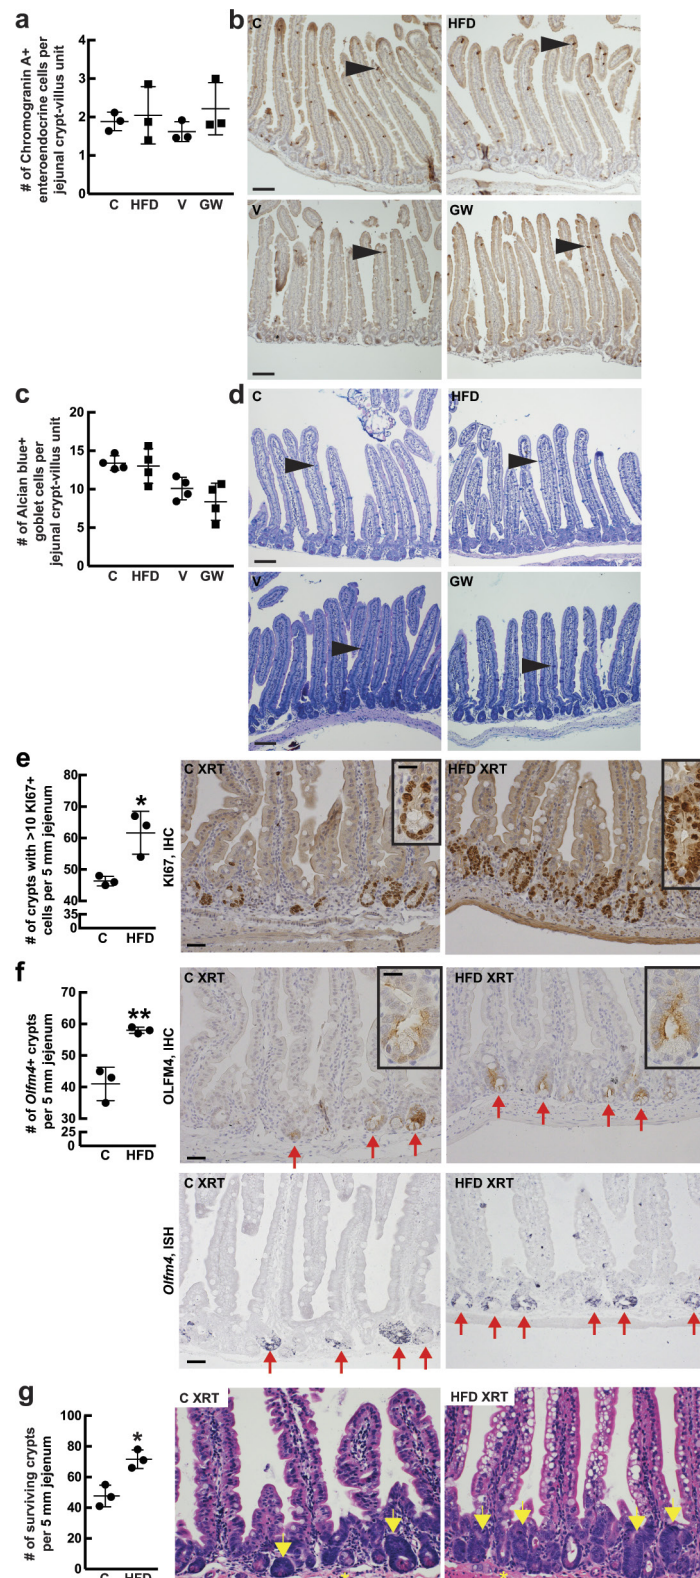 a
# of Chromogranin A+
enteroendocrine cells per
jejunal crypt-villus unit
4
3
2
1
0
C HFD V GW
b
C
HFD
V
GW
c
# of Alcian blue+
goblet cells per
jejunal crypt-villus unit
20
15
10
5
0
C HFD V GW
d
C
HFD
V
GW
e
# of crypts with >10 KI67+
cells per 5 mm jejenum
80
70
60
50
40
35
0
*
C HFD
KI67, IHC
C XRT
HFD XRT
f
# of Olfm4+ crypts
per 5 mm jejenum
70
60
50
40
30
25
0
**
C HFD
OLFM4, IHC
C XRT
HFD XRT
Olfm4, ISH
C XRT
HFD XRT
g
# of surviving crypts
per 5 mm jejenum
100
80
60
40
20
0
*
C HFD
C XRT
HFD XRT
*
*